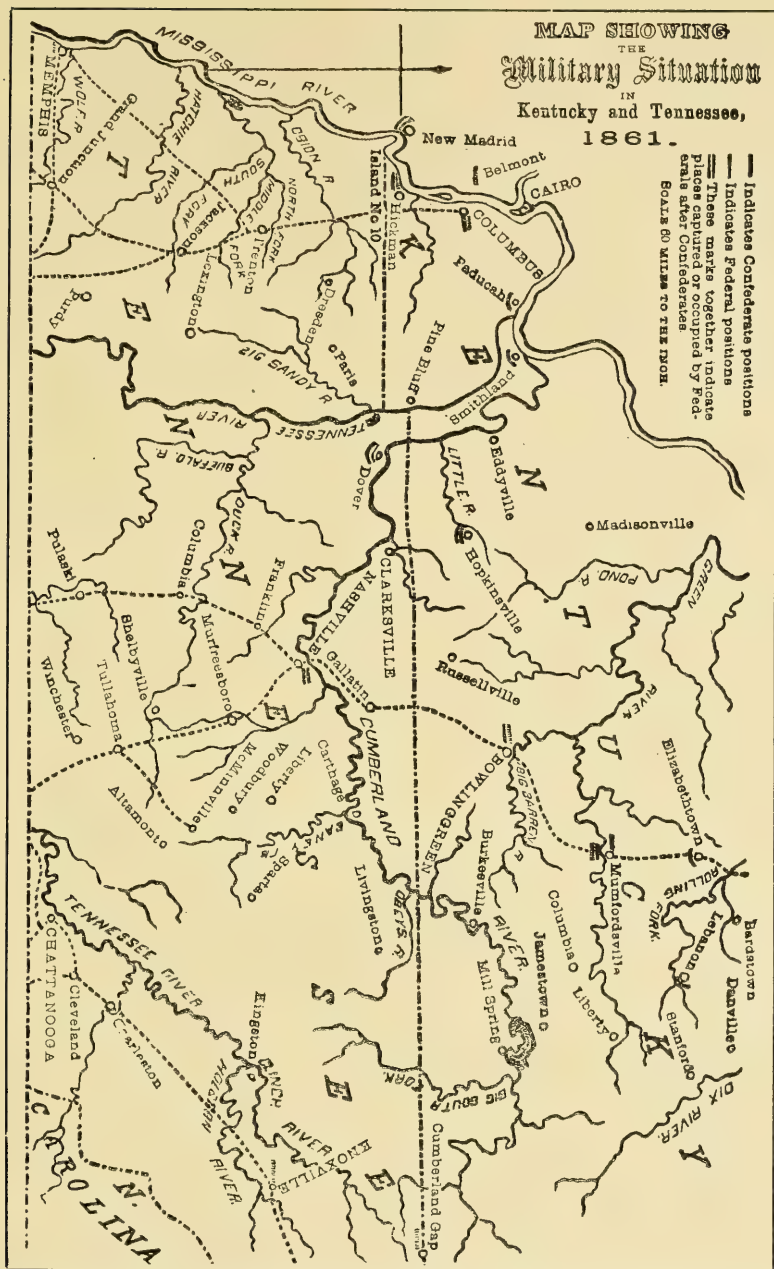 MAP SHOWING
THE
Military Situation
IN
Kentucky and Tennessee,
1861.
Indicates Confederate positions
Indicates Federal positions
These marks together indicate
places captured or occupied by Fed-
erals after Confederates.
SCALE 60 MILES TO THE INCH.
MISSISSIPPI RIVER
New Madrid
Belmont
CAIRO
Island No 10
Hickman
COLUMBUS
Paducah
Smithland
Pine Bluff
MEMPHIS
WOLF. R.
Grand Junction
HATCHIE
RIVER
OBION R.
NORTH FORK
MIDDLE
FORK
SOUTH
FORK
Jackson
Trenton
Lexington
Dresden
Paris
Purdy
BIG SANDY R.
TENNESSEE
RIVER
BUFFALO. R.
DUCK R.
Dover
Eddyville
LITTLE. R.
Hopkinsville
Madisonville
POND. R.
GREEN
RIVER
CLARKSVILLE
NASHVILLE
Russellville
Gallatin
Franklin
Columbia
Pulaski
Murfreesboro
Shelbyville
Tullahoma
Winchester
Woodbury
Liberty
McMinnville
Altamont
Carthage
CUMBERLAND
RIVER.
CANEY
Sparta
Livingston
OBEYS. R.
BOWLINGGREEN
BIG BARREN
R.
Burkesville
Elizabethtown
Mumfordsville
ROLLING
FORK.
Bardstown
Lebanon
Danville
Stanford
Liberty
Columbia
Jamestown
Mill Spring
DIX
RIVER.
BIG SOUTH
FORK.
Cumberland Gap
TENNESSEE RIVER
CHATTANOOGA
Cleveland
Charleston
Kingston
CLINCH
RIVER
HOLSTON
RIVER.
KNOXVILLE
KENTUCKY
TENNESSEE
N.
CAROLINA